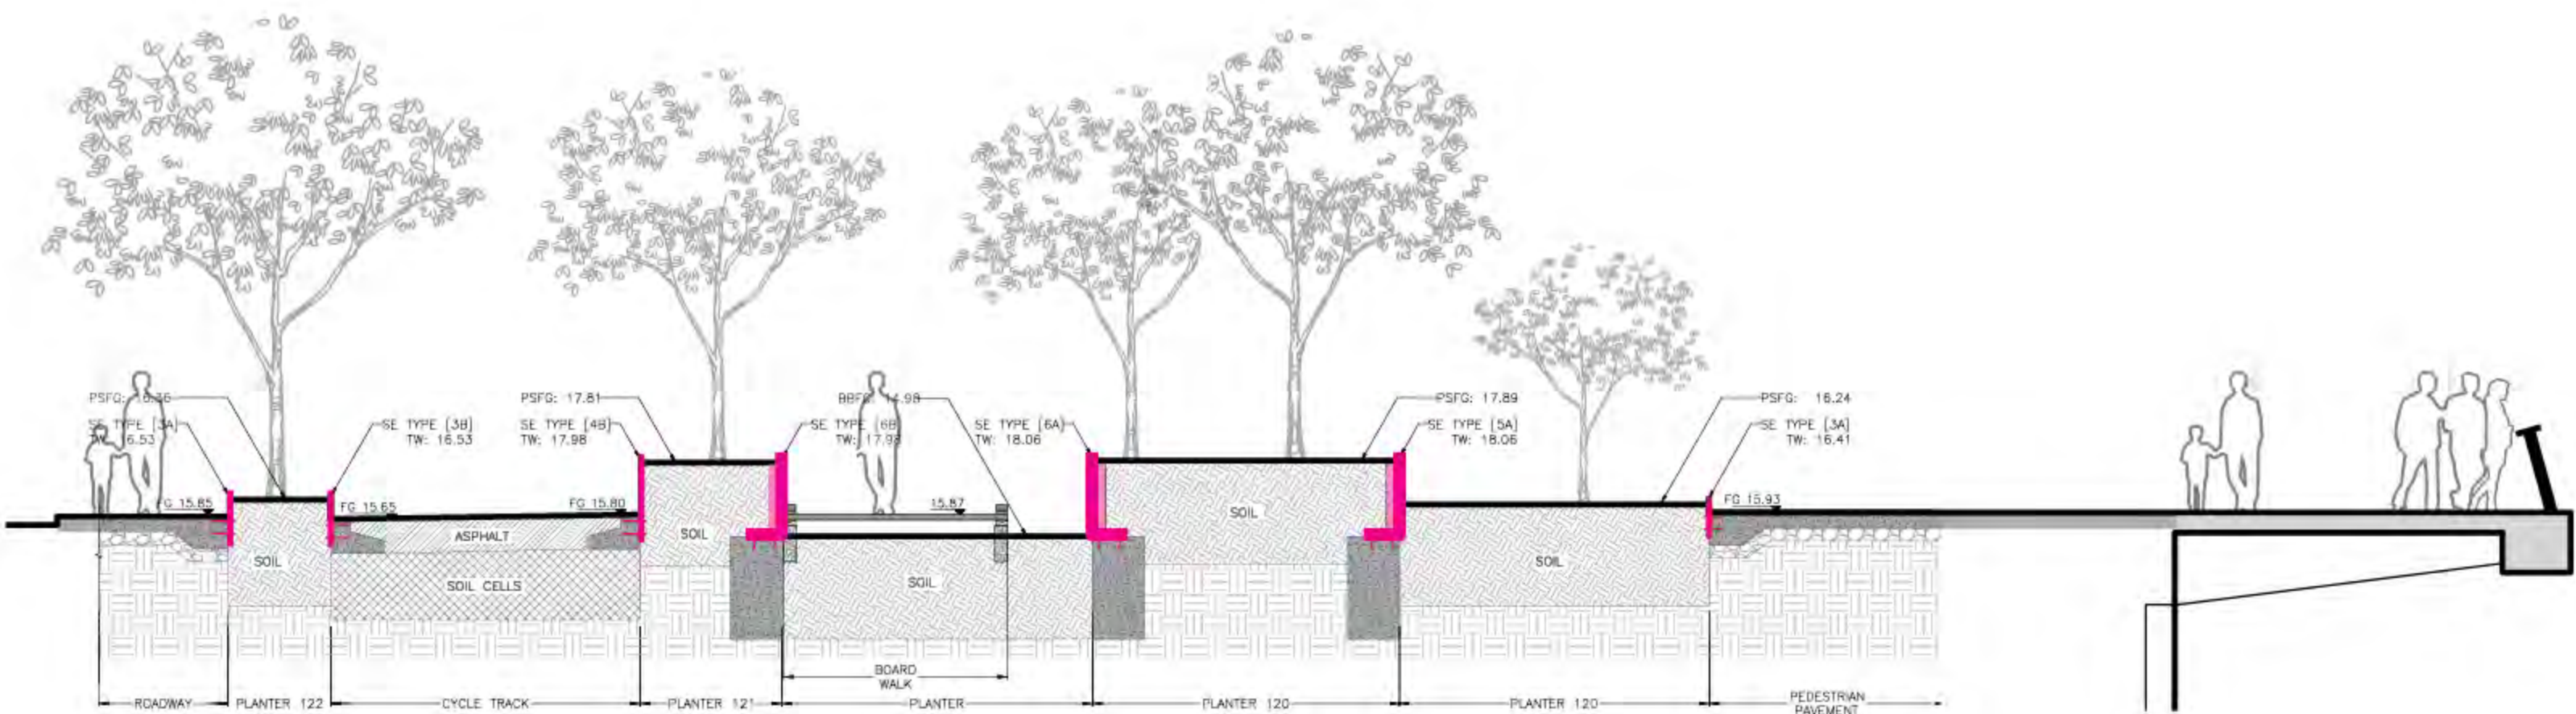 PSFG: 16.36
SE TYPE [3A]
TW: 16.53
SE TYPE [3B]
TW: 16.53
PSFG: 17.81
SE TYPE [4B]
TW: 17.98
SE TYPE [6B]
TW: 17.98
BBFG: 14.98
SE TYPE [6A]
TW: 18.06
PSFG: 17.89
SE TYPE [5A]
TW: 18.06
PSFG: 16.24
SE TYPE [3A]
TW: 16.41
FG 15.85
FG 15.65
FG 15.80
15.87
FG 15.93
SOIL
ASPHALT
SOIL CELLS
SOIL
SOIL
SOIL
SOIL
BOARD
WALK
ROADWAY
PLANTER 122
CYCLE TRACK
PLANTER 121
PLANTER
PLANTER 120
PLANTER 120
PEDESTRIAN
PAVEMENT